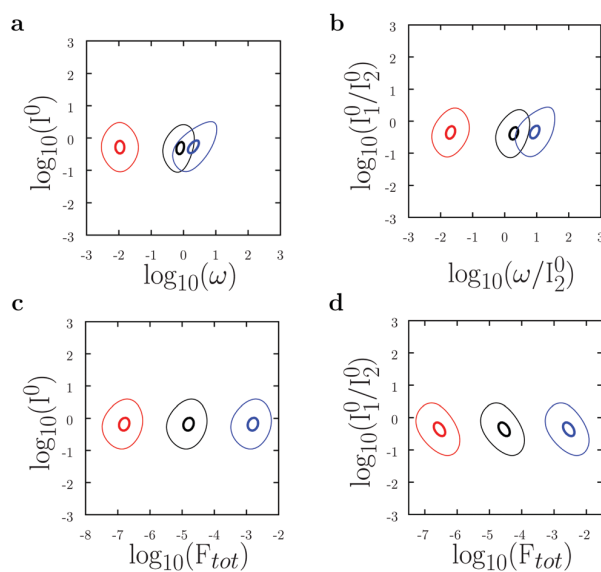 a
b
3
2
1
0
-1
-2
-3
log10(I⁰)
-3 -2 -1 0 1 2 3
log10(ω)
3
2
1
0
-1
-2
-3
log10(I⁰₁/I⁰₂)
-3 -2 -1 0 1 2 3
log10(ω/I⁰₂)
c
d
3
2
1
0
-1
-2
-3
log10(I⁰)
-8 -7 -6 -5 -4 -3 -2
log10(Ftot)
3
2
1
0
-1
-2
-3
log10(I⁰₁/I⁰₂)
-7 -6 -5 -4 -3 -2
log10(Ftot)